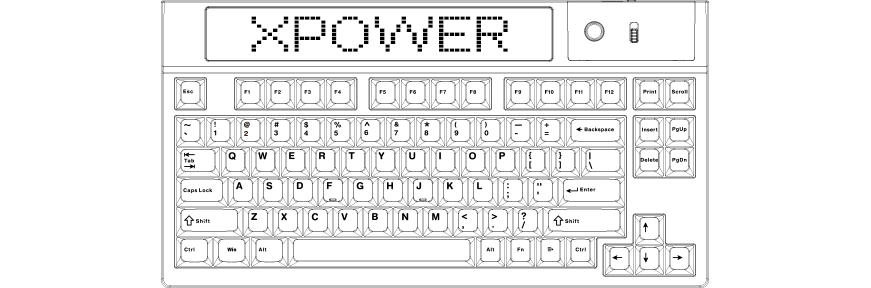 XPOWER
Esc F1 F2 F3 F4 F5 F6 F7 F8 F9 F10 F11 F12 Print Scroll
~ ! @ # $ % ^ & * ( ) — +
` 1 2 3 4 5 6 7 8 9 0 - = ← Backspace Insert PgUp
Tab Q W E R T Y U I O P { [ } ] | \ Delete PgDn
Caps Lock A S D F G H J K L : ; " ' Enter
⇧ Shift Z X C V B N M < , > . ? / ⇧ Shift ↑
Ctrl Win Alt Alt Fn Ctrl ← ↓ →